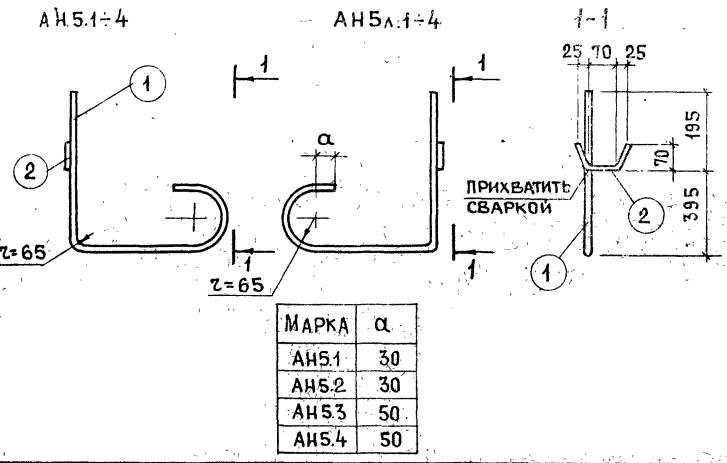 АН5.1÷4
АН5л.1÷4
1-1
1
1
25 70 25
1
2
а
195
70
ПРИХВАТИТЬ
СВАРКОЙ
2
395
r=65
1
r=65
1
1
МАРКА а
АН5.1 30
АН5.2 30
АН5.3 50
АН5.4 50